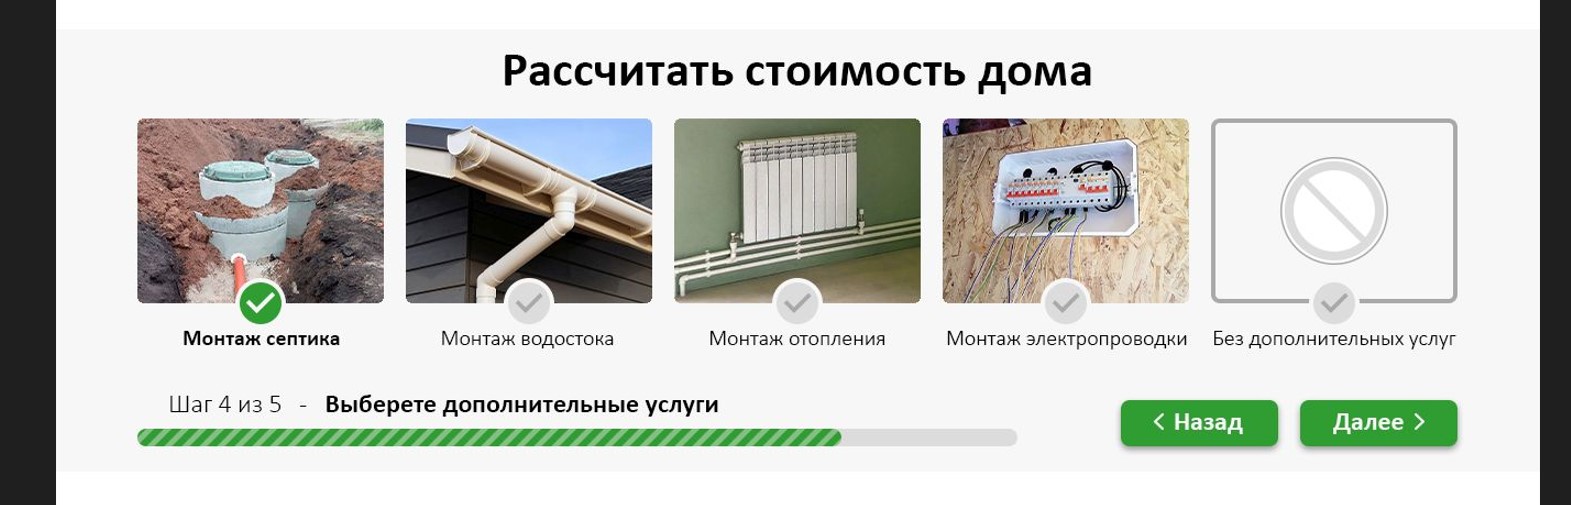 Рассчитать стоимость дома
Монтаж септика
Монтаж водостока
Монтаж отопления
Монтаж электропроводки
Без дополнительных услуг
Шаг 4 из 5 - Выберете дополнительные услуги
Назад
Далее